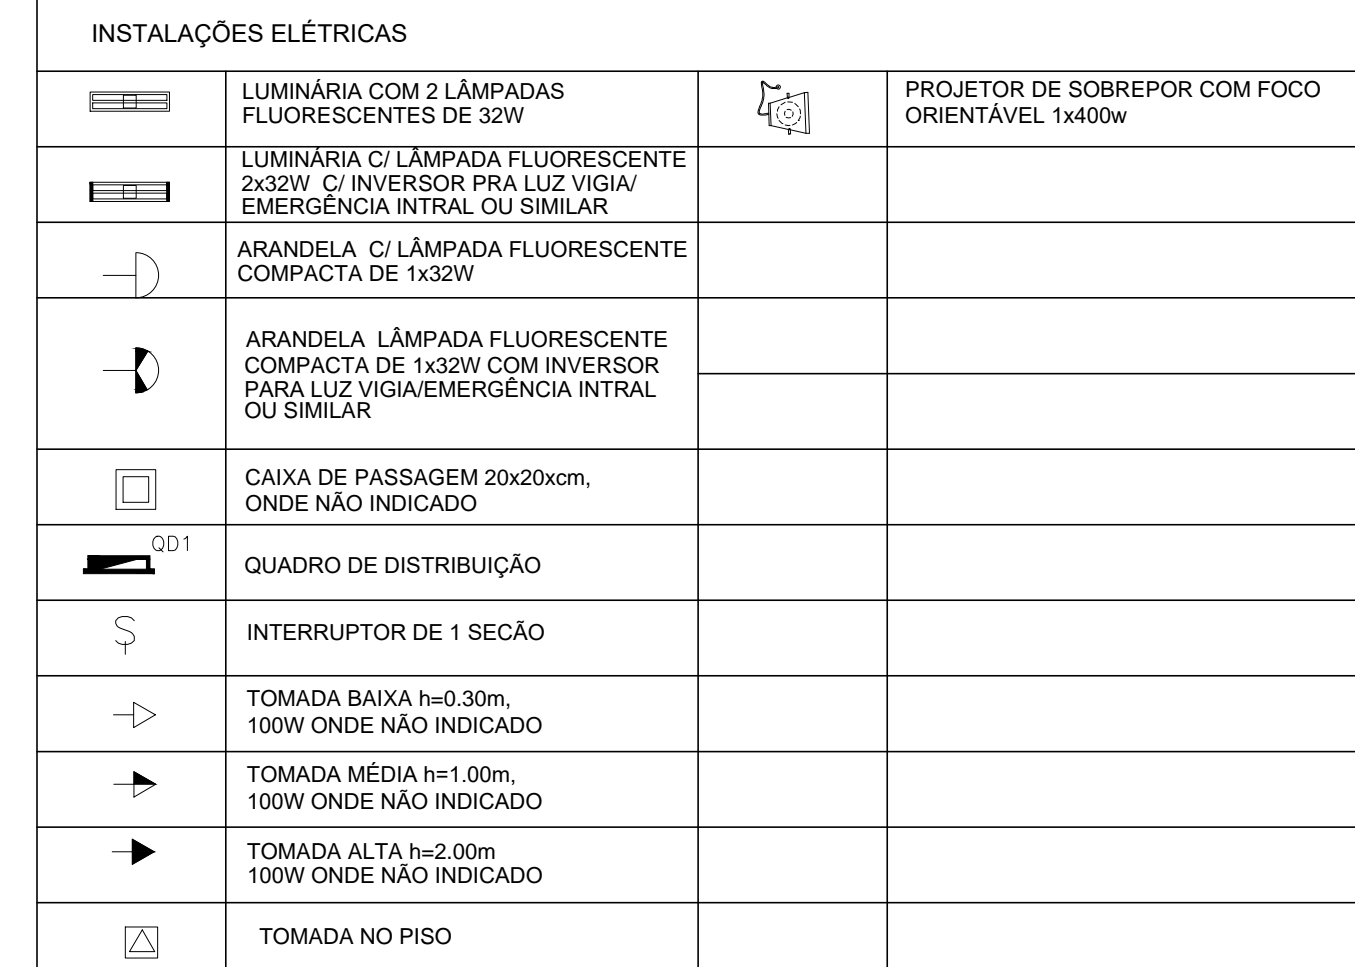 INSTALAÇÕES ELÉTRICAS
LUMINÁRIA COM 2 LÂMPADAS
FLUORESCENTES DE 32W
PROJETOR DE SOBREPOR COM FOCO
ORIENTÁVEL 1x400w
LUMINÁRIA C/ LÂMPADA FLUORESCENTE
2x32W C/ INVERSOR PRA LUZ VIGIA/
EMERGÊNCIA INTRAL OU SIMILAR
ARANDELA C/ LÂMPADA FLUORESCENTE
COMPACTA DE 1x32W
ARANDELA LÂMPADA FLUORESCENTE
COMPACTA DE 1x32W COM INVERSOR
PARA LUZ VIGIA/EMERGÊNCIA INTRAL
OU SIMILAR
CAIXA DE PASSAGEM 20x20xcm,
ONDE NÃO INDICADO
QD1
QUADRO DE DISTRIBUIÇÃO
INTERRUPTOR DE 1 SECÃO
TOMADA BAIXA h=0.30m,
100W ONDE NÃO INDICADO
TOMADA MÉDIA h=1.00m,
100W ONDE NÃO INDICADO
TOMADA ALTA h=2.00m
100W ONDE NÃO INDICADO
TOMADA NO PISO